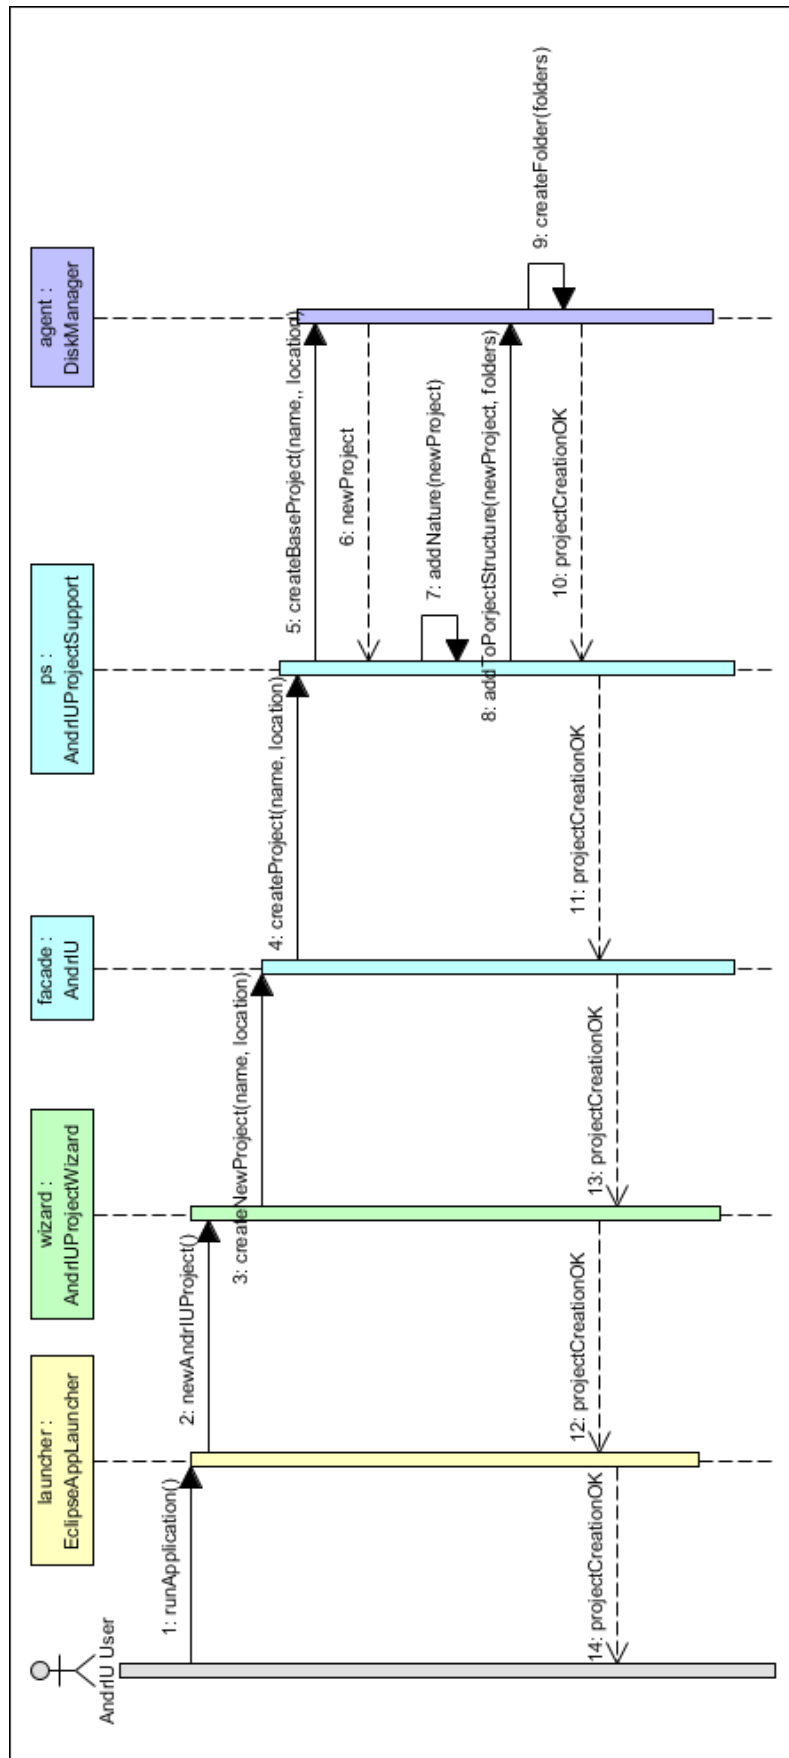 AndrIU User
launcher :
EclipseAppLauncher
wizard :
AndrIUProjectWizard
facade :
AndrIU
ps :
AndrIUProjectSupport
agent :
DiskManager
1: runApplication()
2: newAndrIUProject()
3: createNewProject(name, location)
4: createProject(name, location)
5: createBaseProject(name,, location)
6: newProject
7: addNature(newProject)
8: addToPorjectStructure(newProject, folders)
9: createFolder(folders)
10: projectCreationOK
11: projectCreationOK
12: projectCreationOK
13: projectCreationOK
14: projectCreationOK